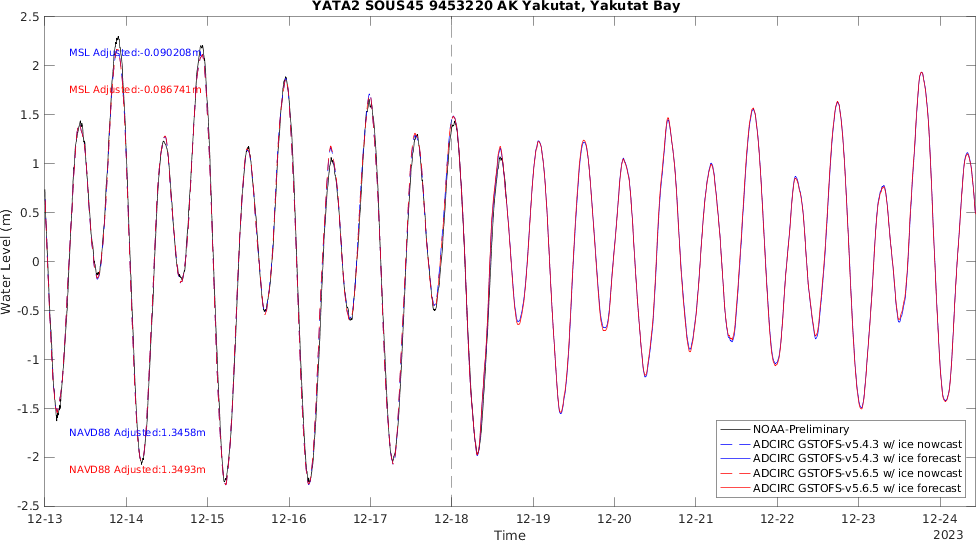 YATA2 SOUS45 9453220 AK Yakutat, Yakutat Bay
2.5
2
1.5
1
0.5
0
-0.5
-1
-1.5
-2
-2.5
Water Level (m)
MSL Adjusted:-0.090208m
MSL Adjusted:-0.086741m
NAVD88 Adjusted:1.3458m
NAVD88 Adjusted:1.3493m
NOAA-Preliminary
ADCIRC GSTOFS-v5.4.3 w/ ice nowcast
ADCIRC GSTOFS-v5.4.3 w/ ice forecast
ADCIRC GSTOFS-v5.6.5 w/ ice nowcast
ADCIRC GSTOFS-v5.6.5 w/ ice forecast
12-13 12-14 12-15 12-16 12-17 12-18 12-19 12-20 12-21 12-22 12-23 12-24
Time
2023